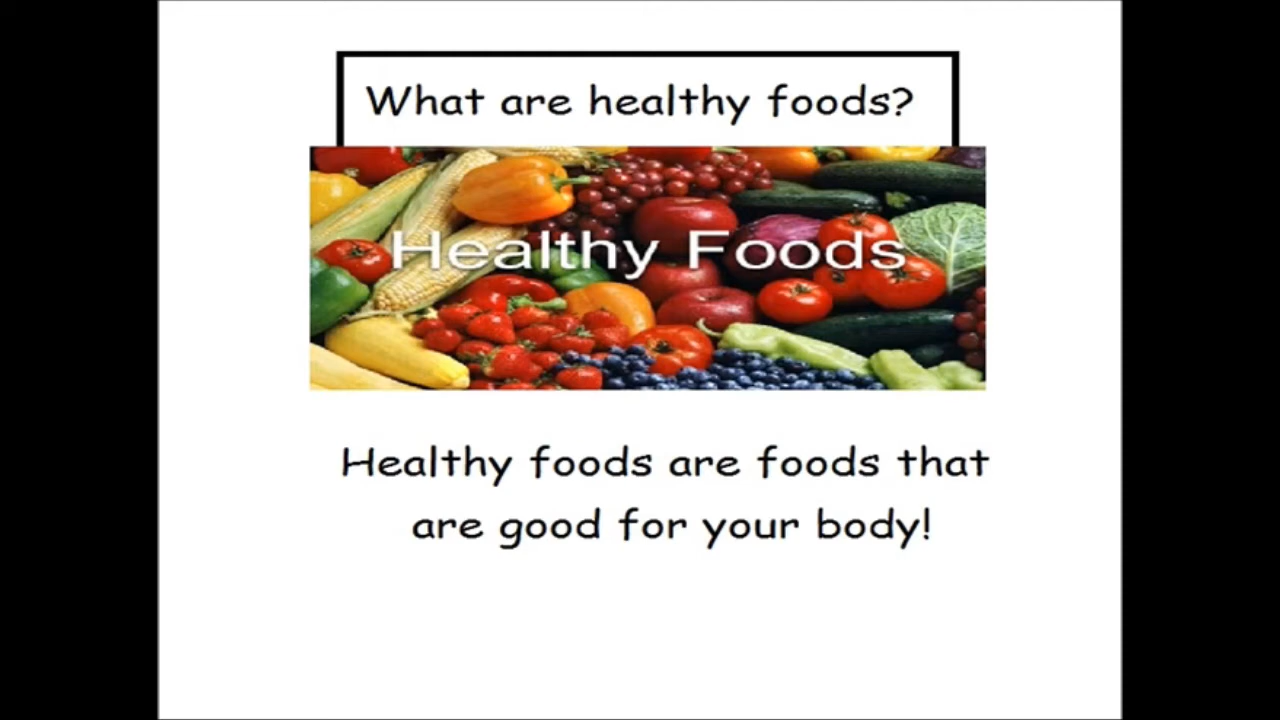 What are healthy foods?
Healthy Foods
Healthy foods are foods that
are good for your body!